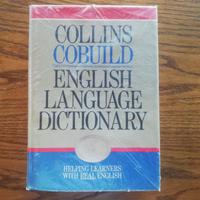 COLLINS
COBUILD
ENGLISH
LANGUAGE
DICTIONARY
HELPING LEARNERS
WITH REAL ENGLISH